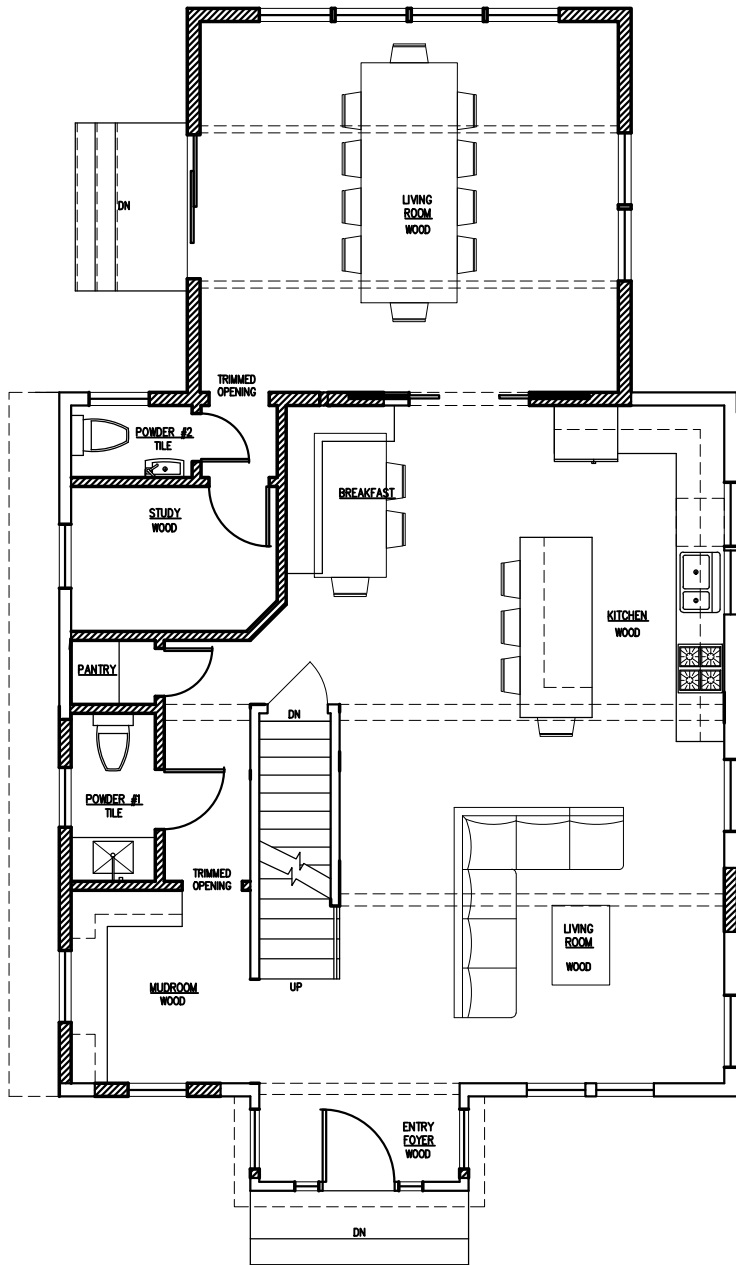 DN
LIVING
ROOM
WOOD
TRIMMED
OPENING
POWDER #2
TILE
BREAKFAST
STUDY
WOOD
KITCHEN
WOOD
PANTRY
DN
POWDER #1
TILE
TRIMMED
OPENING
LIVING
ROOM
WOOD
MUDROOM
WOOD
UP
ENTRY
FOYER
WOOD
DN